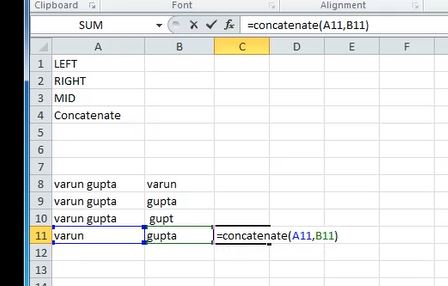 Clipboard Font Alignment
SUM =concatenate(A11,B11)
A B C D E F
1 LEFT
2 RIGHT
3 MID
4 Concatenate
5
6
7
8 varun gupta varun
9 varun gupta gupta
10 varun gupta gupt
11 varun gupta =concatenate(A11,B11)
12
13